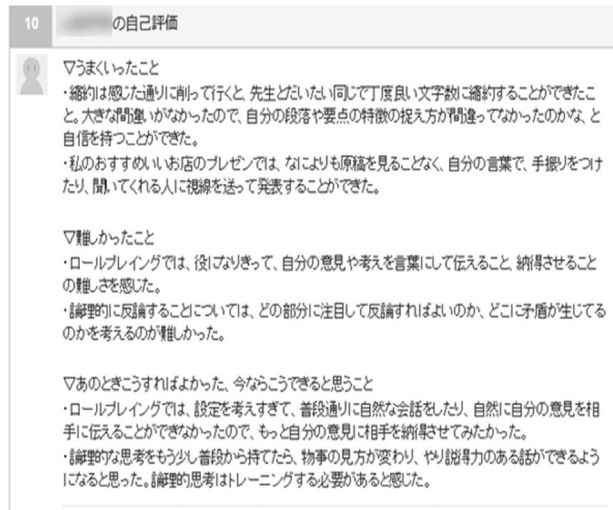 10 の自己評価
▽うまくいったこと
・縮約は感じた通りに削って行くと、先生とだいたい同じで丁度良い文字数に縮約することができたこ
と。大きな間違いがなかったので、自分の段落や要点の特徴の捉え方が間違ってなかったのかな、と
自信を持つことができた。
・私のおすすめいいお店のプレゼンでは、なによりも原稿を見ることなく、自分の言葉で、手振りをつけ
たり、聞いてくれる人に視線を送って発表することができた。
▽難しかったこと
・ロールプレイングでは、役になりきって、自分の意見や考えを言葉にして伝えること、納得させること
の難しさを感じた。
・論理的に反論することについては、どの部分に注目して反論すればよいのか、どこに矛盾が生じてる
のかを考えるのが難しかった。
▽あのときこうすればよかった、今ならこうできると思うこと
・ロールプレイングでは、設定を考えすぎて、普段通りに自然な会話をしたり、自然に自分の意見を相
手に伝えることができなかったので、もっと自分の意見に相手を納得させてみたかった。
・論理的な思考をもう少し普段から持てたら、物事の見方が変わり、やり説得力のある話ができるよう
になると思った。論理的思考はトレーニングする必要があると感じた。